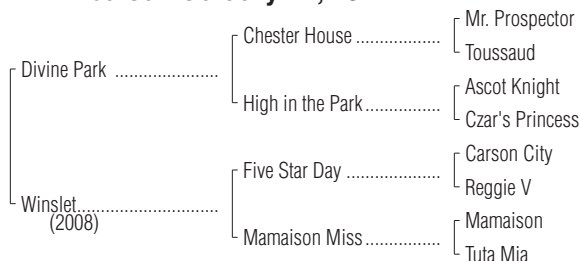 Chester House ..................
Mr. Prospector
Toussaud
Divine Park ......................
High in the Park ................
Ascot Knight
Czar's Princess
Five Star Day ...................
Carson City
Reggie V
Winslet..............................
(2008)
Mamaison Miss ................
Mamaison
Tuta Mia